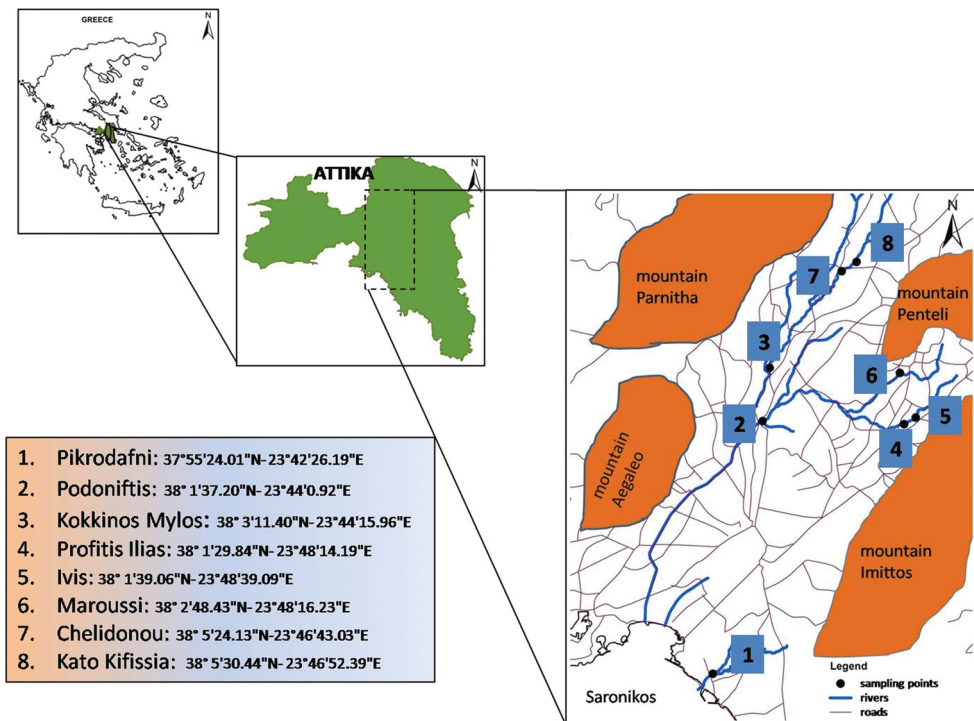 GREECE
N
ATTIKA
N
N
mountain
Parnitha
8
7
mountain
Penteli
3
6
5
2
4
mountain
Aegaleo
mountain
Imittos
1
Saronikos
Legend
sampling points
rivers
roads
1. Pikrodafni: 37°55'24.01"N-23°42'26.19"E
2. Podoniftis: 38° 1'37.20"N-23°44'0.92"E
3. Kokkinos Mylos: 38° 3'11.40"N-23°44'15.96"E
4. Profitis Ilias: 38° 1'29.84"N-23°48'14.19"E
5. Ivis: 38° 1'39.06"N-23°48'39.09"E
6. Maroussi: 38° 2'48.43"N-23°48'16.23"E
7. Chelidonou: 38° 5'24.13"N-23°46'43.03"E
8. Kato Kifissia: 38° 5'30.44"N-23°46'52.39"E